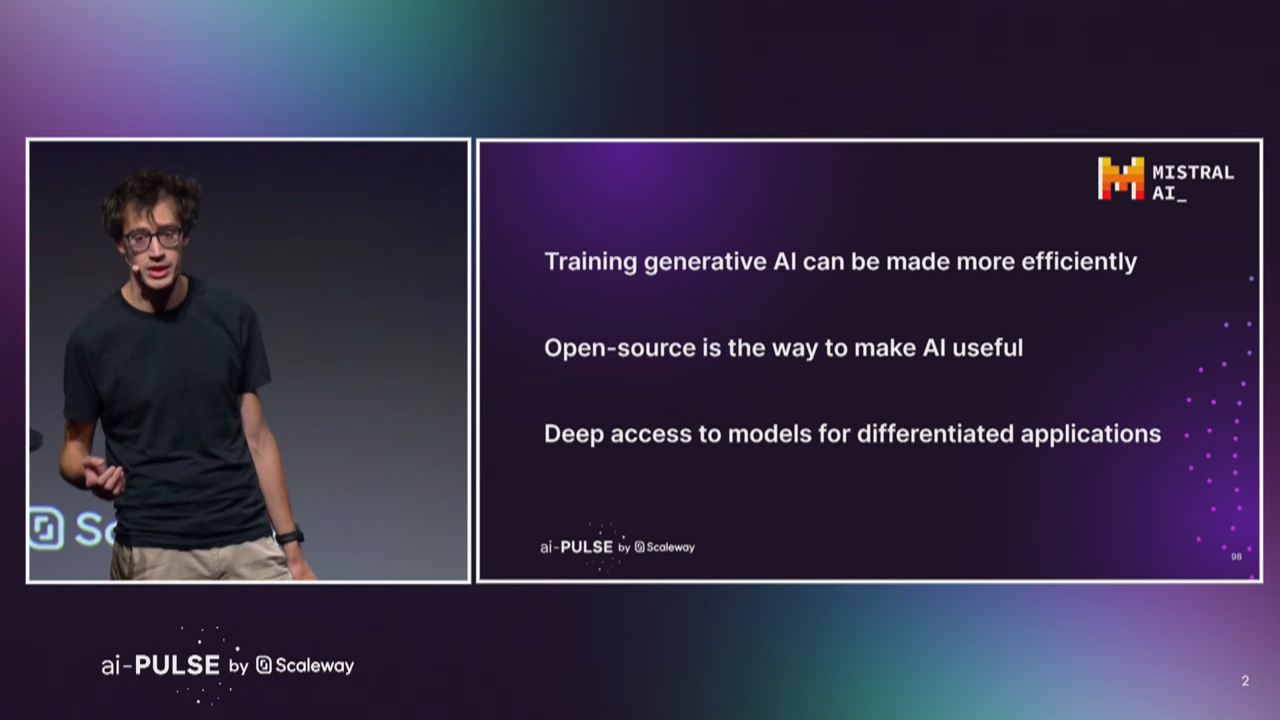 MISTRAL
AI_
Training generative AI can be made more efficiently
Open-source is the way to make AI useful
Deep access to models for differentiated applications
ai-PULSE by Scaleway
98
Sc
ai-PULSE by Scaleway
2